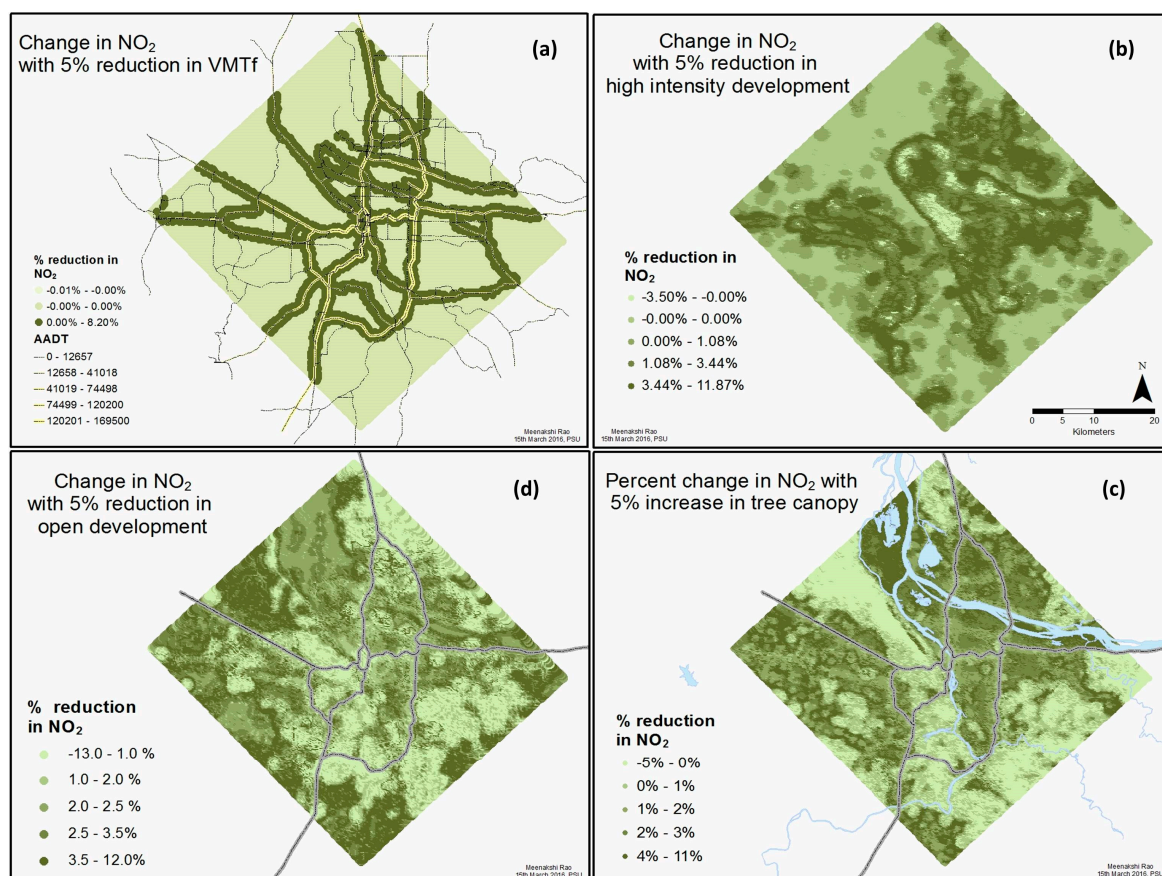 Change in NO2
with 5% reduction in VMTf
(a)
% reduction in
NO2
-0.01% - -0.00%
-0.00% - 0.00%
0.00% - 8.20%
AADT
0 - 12657
12658 - 41018
41019 - 74498
74499 - 120200
120201 - 169500
Meenakshi Rao
15th March 2016, PSU
Change in NO2
with 5% reduction in
high intensity development
(b)
% reduction in
NO2
-3.50% - -0.00%
-0.00% - 0.00%
0.00% - 1.08%
1.08% - 3.44%
3.44% - 11.87%
N
0 5 10 20
Kilometers
Meenakshi Rao
15th March 2016, PSU
Change in NO2
with 5% reduction in
open development
(d)
% reduction
in NO2
-13.0 - 1.0 %
1.0 - 2.0 %
2.0 - 2.5 %
2.5 - 3.5%
3.5 - 12.0%
Meenakshi Rao
15th March 2016, PSU
Percent change in NO2 with
5% increase in tree canopy
(c)
% reduction
in NO2
-5% - 0%
0% - 1%
1% - 2%
2% - 3%
4% - 11%
Meenakshi Rao
15th March 2016, PSU